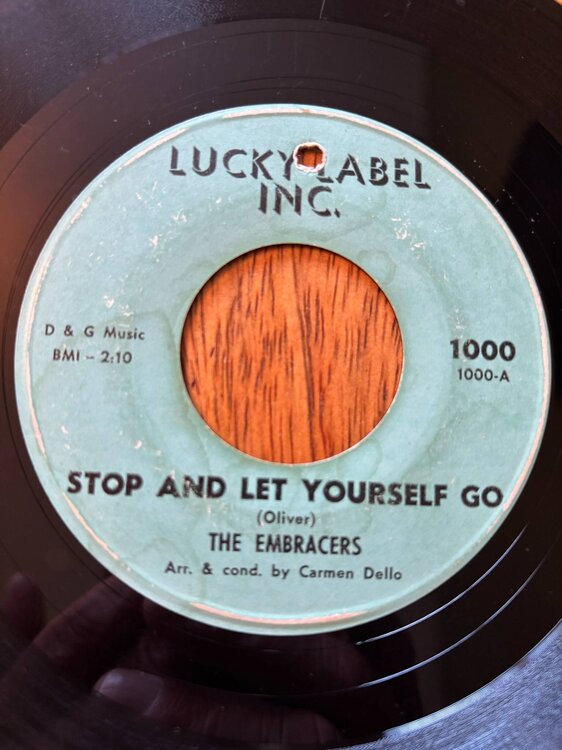 LUCKY LABEL
INC.
D & G Music
BMI – 2:10
1000
1000-A
STOP AND LET YOURSELF GO
(Oliver)
THE EMBRACERS
Arr. & cond. by Carmen Dello